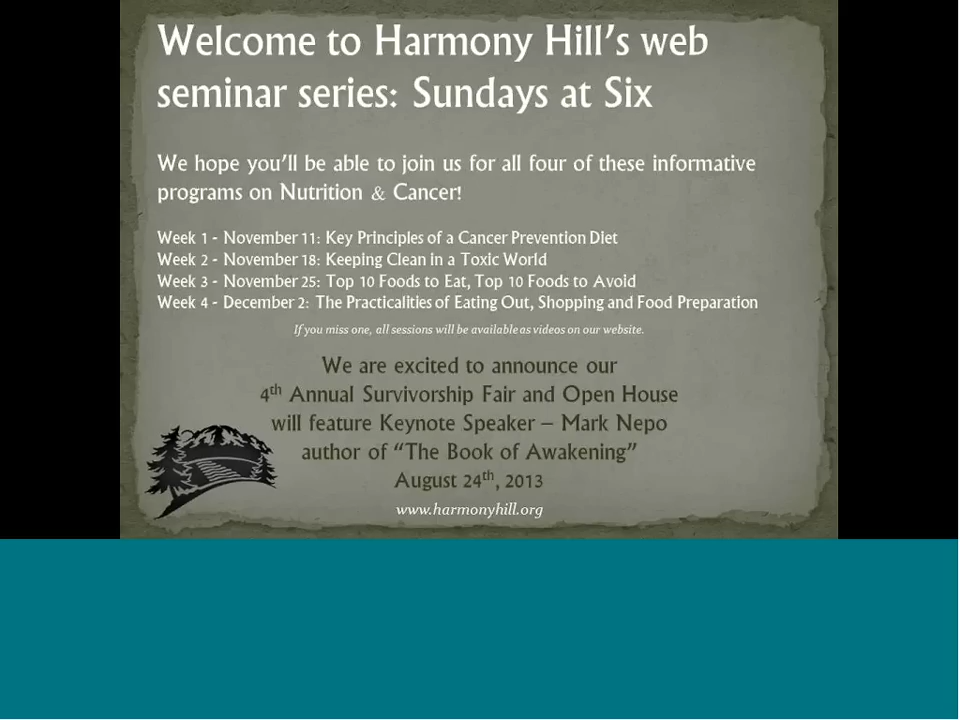 Welcome to Harmony Hill's web
seminar series: Sundays at Six
We hope you'll be able to join us for all four of these informative
programs on Nutrition & Cancer!
Week 1 - November 11: Key Principles of a Cancer Prevention Diet
Week 2 - November 18: Keeping Clean in a Toxic World
Week 3 - November 25: Top 10 Foods to Eat, Top 10 Foods to Avoid
Week 4 - December 2: The Practicalities of Eating Out, Shopping and Food Preparation
If you miss one, all sessions will be available as videos on our website.
We are excited to announce our
4th Annual Survivorship Fair and Open House
will feature Keynote Speaker – Mark Nepo
author of “The Book of Awakening”
August 24th, 2013
www.harmonyhill.org